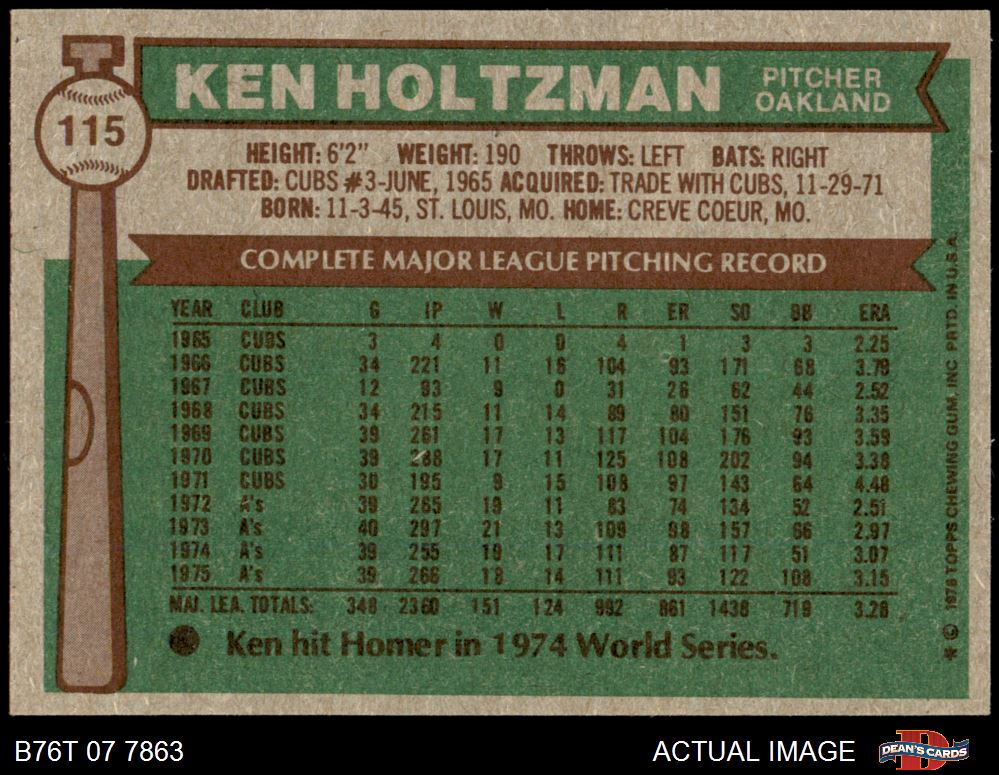 115
KEN HOLTZMAN
PITCHER
OAKLAND
HEIGHT: 6'2" WEIGHT: 190 THROWS: LEFT BATS: RIGHT
DRAFTED: CUBS #3-JUNE, 1965 ACQUIRED: TRADE WITH CUBS, 11-29-71
BORN: 11-3-45, ST. LOUIS, MO. HOME: CREVE COEUR, MO.
COMPLETE MAJOR LEAGUE PITCHING RECORD
YEAR CLUB G IP W L R ER SO BB ERA
1965 CUBS 3 4 0 0 4 1 3 3 2.25
1966 CUBS 34 221 11 16 104 93 171 68 3.79
1967 CUBS 12 93 9 0 31 26 62 44 2.52
1968 CUBS 34 215 11 14 89 80 151 76 3.35
1969 CUBS 39 261 17 13 117 104 176 93 3.59
1970 CUBS 39 288 17 11 125 108 202 94 3.38
1971 CUBS 30 195 9 15 108 97 143 64 4.48
1972 A's 39 265 19 11 83 74 134 52 2.51
1973 A's 40 297 21 13 109 98 157 66 2.97
1974 A's 39 255 19 17 111 87 117 51 3.07
1975 A's 39 266 18 14 111 93 122 108 3.15
MAJ. LEA. TOTALS: 348 2360 151 124 992 861 1438 719 3.28
Ken hit Homer in 1974 World Series.
* © 1976 TOPPS CHEWING GUM, INC PRTD. IN U.S.A.
B76T 07 7863
ACTUAL IMAGE
D
DEAN'S CARDS